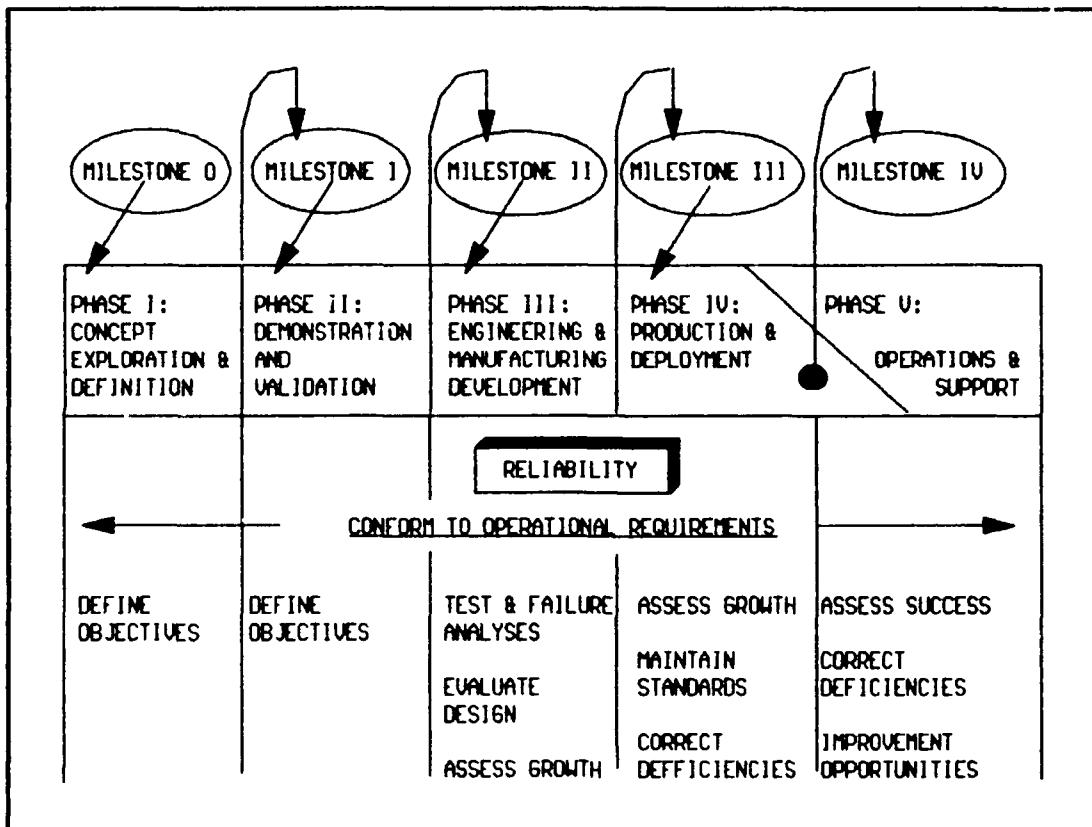 MILESTONE 0
MILESTONE I
MILESTONE II
MILESTONE III
MILESTONE IV
PHASE I:
CONCEPT
EXPLORATION &
DEFINITION
PHASE II:
DEMONSTRATION
AND
VALIDATION
PHASE III:
ENGINEERING &
MANUFACTURING
DEVELOPMENT
PHASE IV:
PRODUCTION &
DEPLOYMENT
PHASE V:
OPERATIONS &
SUPPORT
RELIABILITY
CONFORM TO OPERATIONAL REQUIREMENTS
DEFINE
OBJECTIVES
DEFINE
OBJECTIVES
TEST & FAILURE
ANALYSES
EVALUATE
DESIGN
ASSESS GROWTH
ASSESS GROWTH
MAINTAIN
STANDARDS
CORRECT
DEFFICIENCIES
ASSESS SUCCESS
CORRECT
DEFICIENCIES
IMPROVEMENT
OPPORTUNITIES